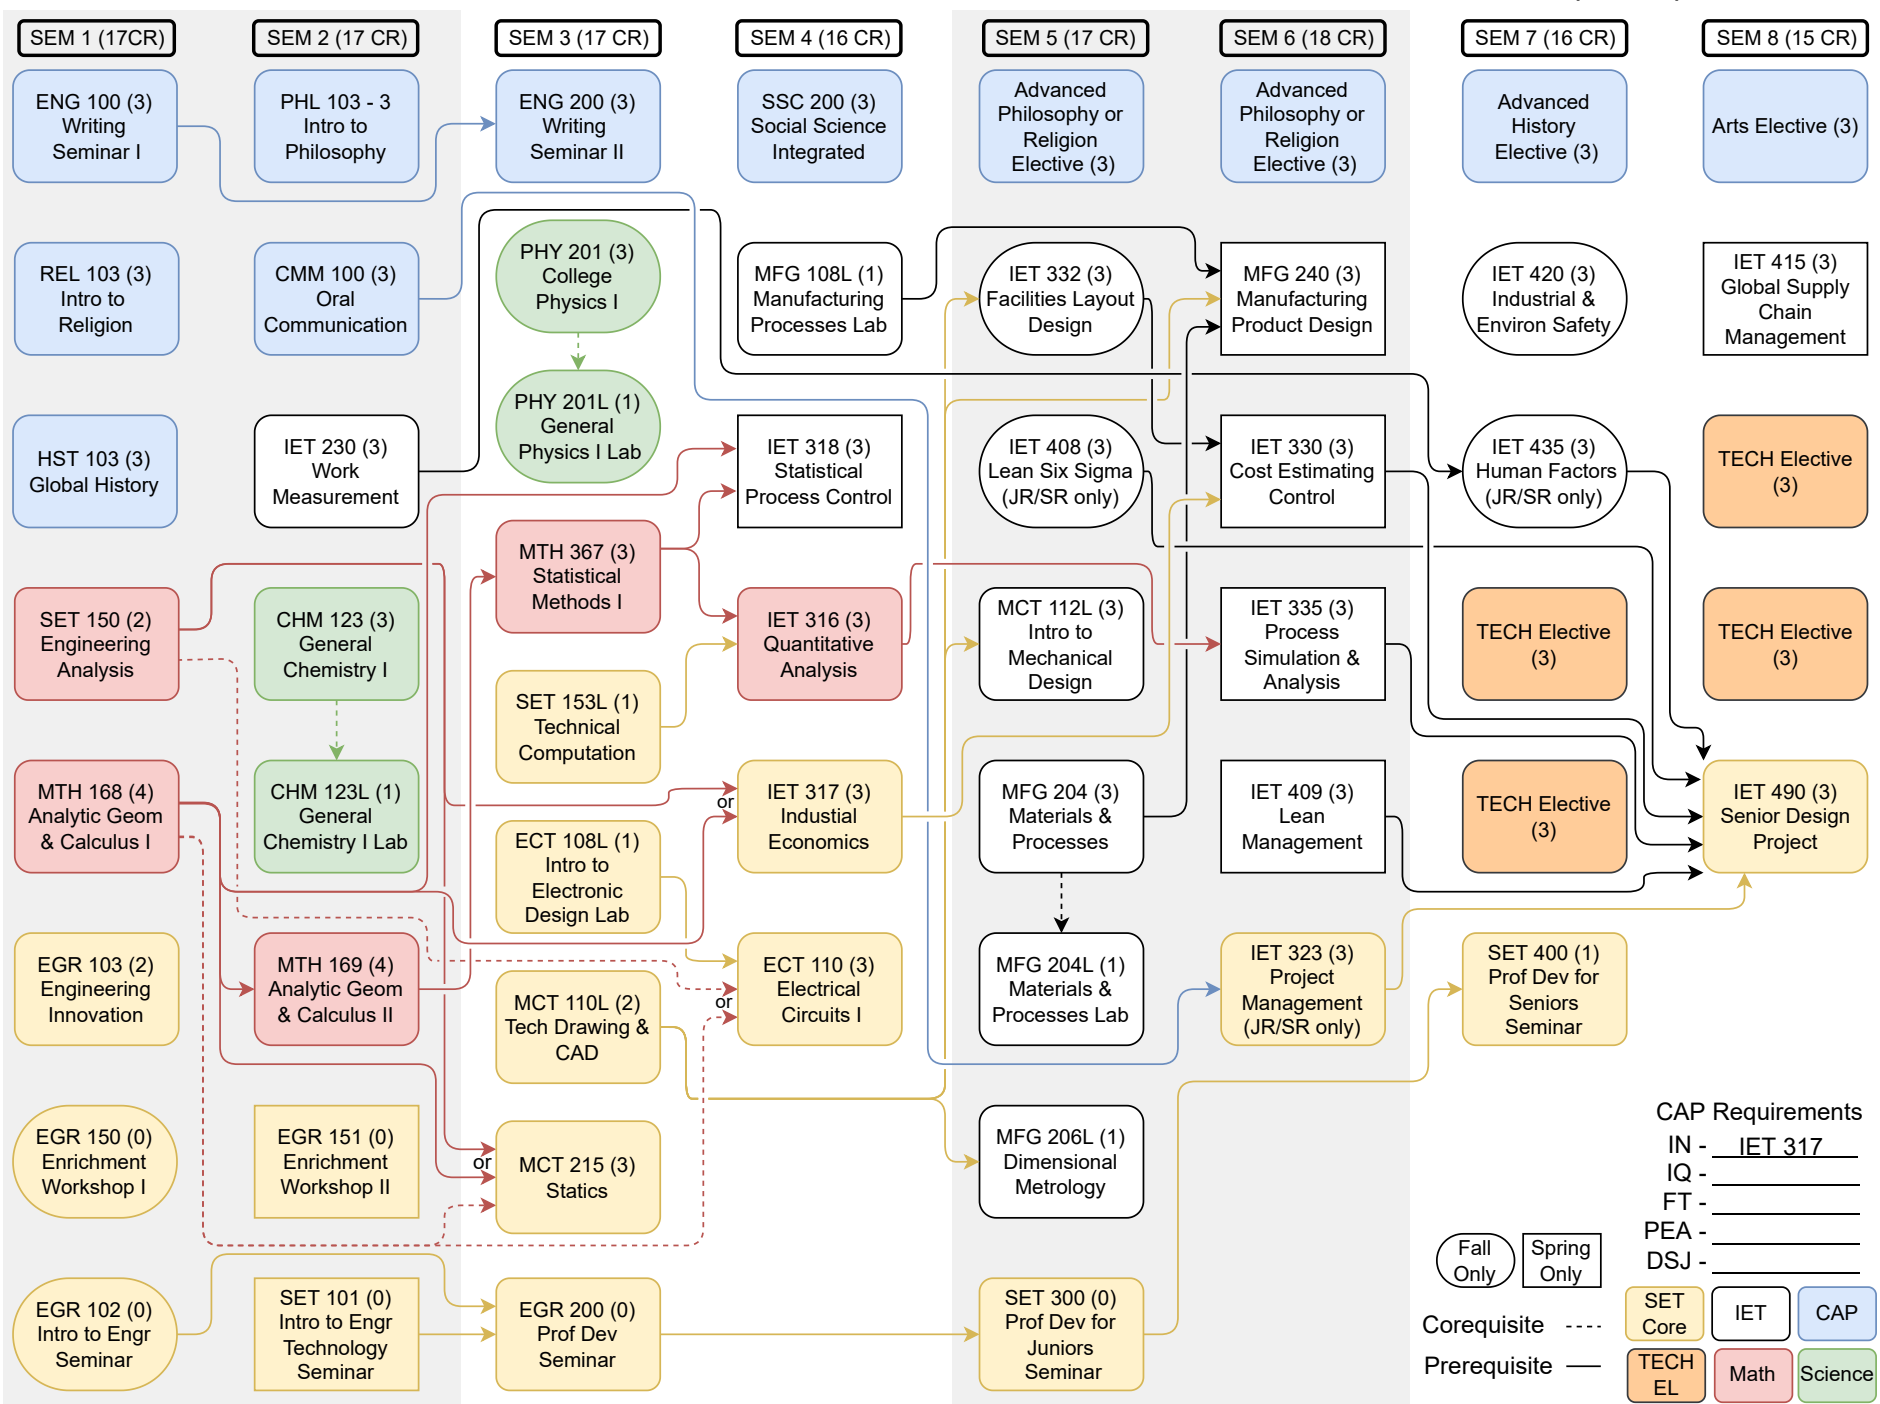 SEM 1 (17CR)
ENG 100 (3)
Writing
Seminar I
REL 103 (3)
Intro to
Religion
HST 103 (3)
Global History
SET 150 (2)
Engineering
Analysis
MTH 168 (4)
Analytic Geom
& Calculus I
EGR 103 (2)
Engineering
Innovation
EGR 150 (0)
Enrichment
Workshop I
EGR 102 (0)
Intro to Engr
Seminar
SEM 2 (17 CR)
PHL 103 - 3
Intro to
Philosophy
CMM 100 (3)
Oral
Communication
IET 230 (3)
Work
Measurement
CHM 123 (3)
General
Chemistry I
CHM 123L (1)
General
Chemistry I Lab
MTH 169 (4)
Analytic Geom
& Calculus II
EGR 151 (0)
Enrichment
Workshop II
SET 101 (0)
Intro to Engr
Technology
Seminar
SEM 3 (17 CR)
ENG 200 (3)
Writing
Seminar II
PHY 201 (3)
College
Physics I
PHY 201L (1)
General
Physics I Lab
MTH 367 (3)
Statistical
Methods I
SET 153L (1)
Technical
Computation
ECT 108L (1)
Intro to
Electronic
Design Lab
MCT 110L (2)
Tech Drawing &
CAD
or
MCT 215 (3)
Statics
EGR 200 (0)
Prof Dev
Seminar
SEM 4 (16 CR)
SSC 200 (3)
Social Science
Integrated
MFG 108L (1)
Manufacturing
Processes Lab
IET 318 (3)
Statistical
Process Control
IET 316 (3)
Quantitative
Analysis
or
IET 317 (3)
Industial
Economics
or
ECT 110 (3)
Electrical
Circuits I
SEM 5 (17 CR)
Advanced
Philosophy or
Religion
Elective (3)
IET 332 (3)
Facilities Layout
Design
IET 408 (3)
Lean Six Sigma
(JR/SR only)
MCT 112L (3)
Intro to
Mechanical
Design
MFG 204 (3)
Materials &
Processes
MFG 204L (1)
Materials &
Processes Lab
MFG 206L (1)
Dimensional
Metrology
SET 300 (0)
Prof Dev for
Juniors
Seminar
SEM 6 (18 CR)
Advanced
Philosophy or
Religion
Elective (3)
MFG 240 (3)
Manufacturing
Product Design
IET 330 (3)
Cost Estimating
Control
IET 335 (3)
Process
Simulation &
Analysis
IET 409 (3)
Lean
Management
IET 323 (3)
Project
Management
(JR/SR only)
SEM 7 (16 CR)
Advanced
History
Elective (3)
IET 420 (3)
Industrial &
Environ Safety
IET 435 (3)
Human Factors
(JR/SR only)
TECH Elective
(3)
TECH Elective
(3)
SET 400 (1)
Prof Dev for
Seniors
Seminar
SEM 8 (15 CR)
Arts Elective (3)
IET 415 (3)
Global Supply
Chain
Management
TECH Elective
(3)
TECH Elective
(3)
IET 490 (3)
Senior Design
Project
CAP Requirements
IN - IET 317
IQ -
FT -
PEA -
DSJ -
Fall
Only
Spring
Only
Corequisite
Prerequisite
SET
Core
IET
CAP
TECH
EL
Math
Science